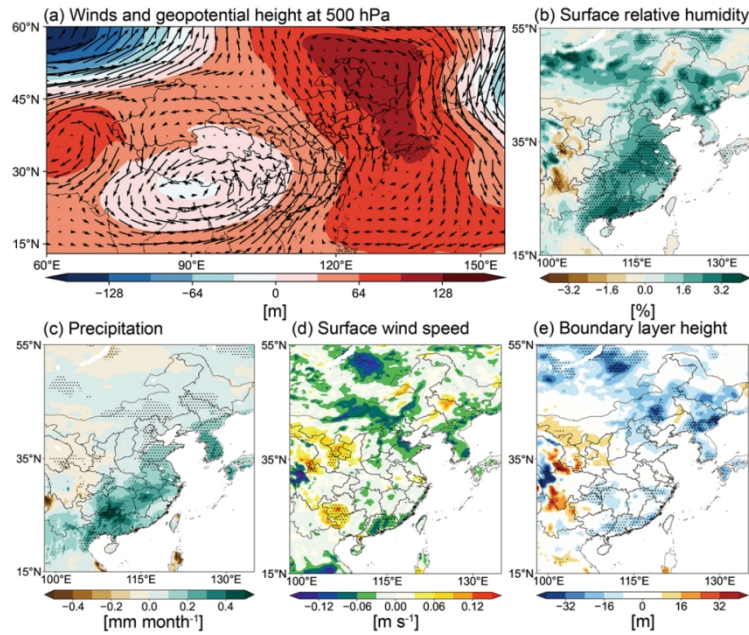 (a) Winds and geopotential height at 500 hPa
60°N
45°N
30°N
15°N
60°E 90°E 120°E 150°E
−128 −64 0 64 128
[m]
(b) Surface relative humidity
55°N
35°N
15°N
100°E 115°E 130°E
−3.2 −1.6 0.0 1.6 3.2
[%]
(c) Precipitation
55°N
35°N
15°N
100°E 115°E 130°E
−0.4 −0.2 0.0 0.2 0.4
[mm month⁻¹]
(d) Surface wind speed
55°N
35°N
15°N
100°E 115°E 130°E
−0.12 −0.06 0.00 0.06 0.12
[m s⁻¹]
(e) Boundary layer height
55°N
35°N
15°N
100°E 115°E 130°E
−32 −16 0 16 32
[m]